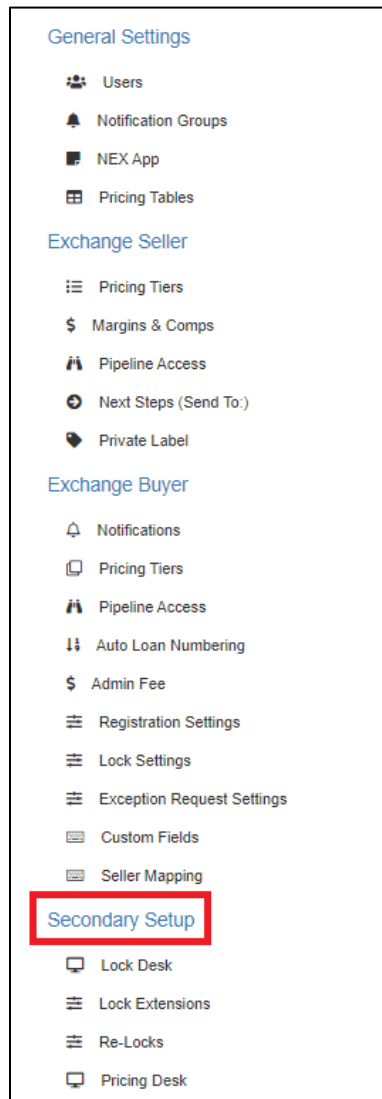 General Settings
Users
Notification Groups
NEX App
Pricing Tables
Exchange Seller
Pricing Tiers
Margins & Comps
Pipeline Access
Next Steps (Send To:)
Private Label
Exchange Buyer
Notifications
Pricing Tiers
Pipeline Access
Auto Loan Numbering
Admin Fee
Registration Settings
Lock Settings
Exception Request Settings
Custom Fields
Seller Mapping
Secondary Setup
Lock Desk
Lock Extensions
Re-Locks
Pricing Desk